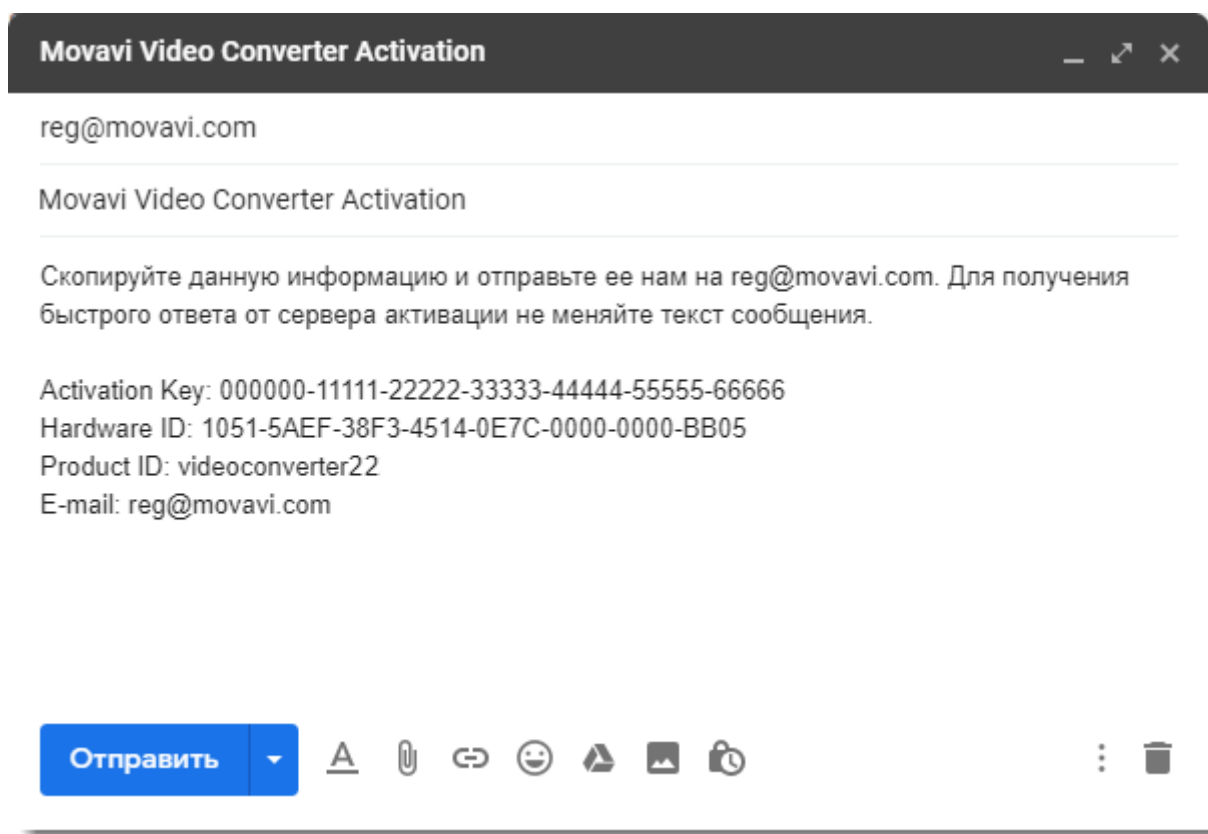 Movavi Video Converter Activation
reg@movavi.com
Movavi Video Converter Activation
Скопируйте данную информацию и отправьте ее нам на reg@movavi.com. Для получения
быстрого ответа от сервера активации не меняйте текст сообщения.
Activation Key: 000000-11111-22222-33333-44444-55555-66666
Hardware ID: 1051-5AEF-38F3-4514-0E7C-0000-0000-BB05
Product ID: videoconverter22
E-mail: reg@movavi.com
Отправить